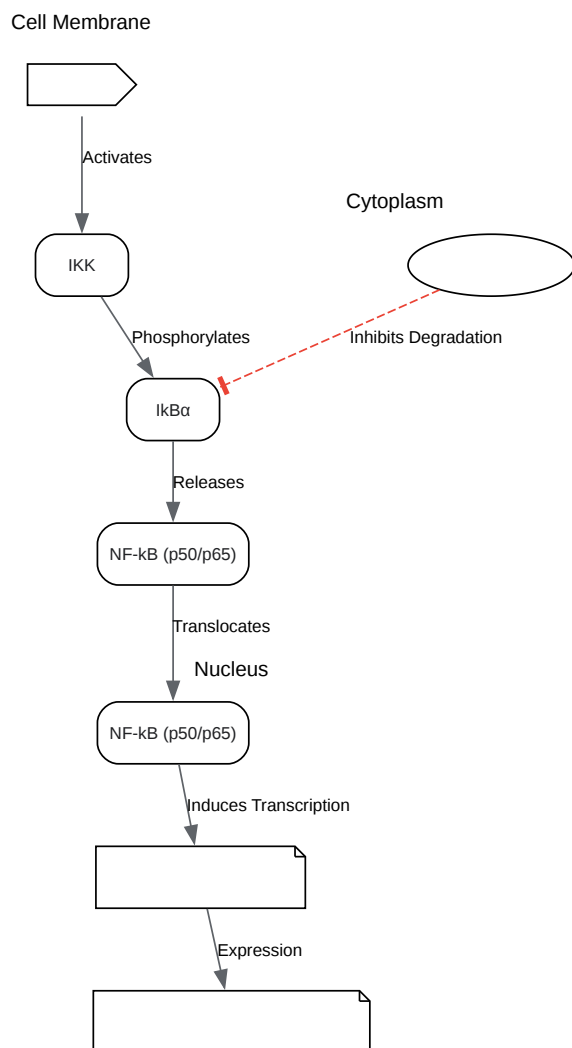 Cell Membrane
Activates
Cytoplasm
IKK
Phosphorylates
Inhibits Degradation
IkBα
Releases
NF-kB (p50/p65)
Translocates
Nucleus
NF-kB (p50/p65)
Induces Transcription
Expression